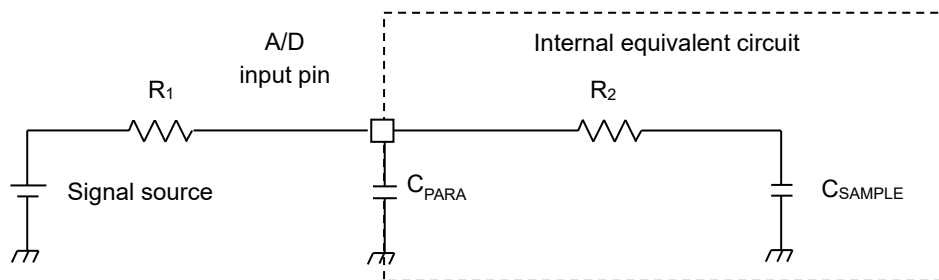 A/D
input pin
Internal equivalent circuit
R1
R2
Signal source
CPARA
CSAMPLE